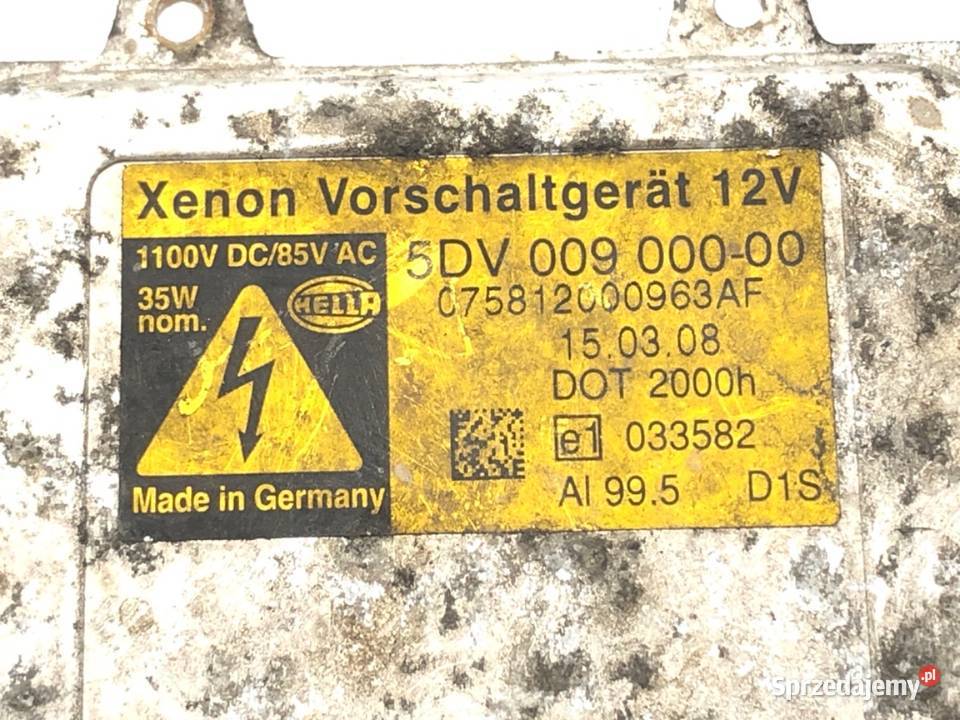 Xenon Vorschaltgerät 12V
1100V DC/85V AC
35W
nom.
HELLA
Made in Germany
5DV 009 000-00
075812000963AF
15.03.08
DOT 2000h
e1 033582
Al 99.5 D1S
Sprzedajemy.pl